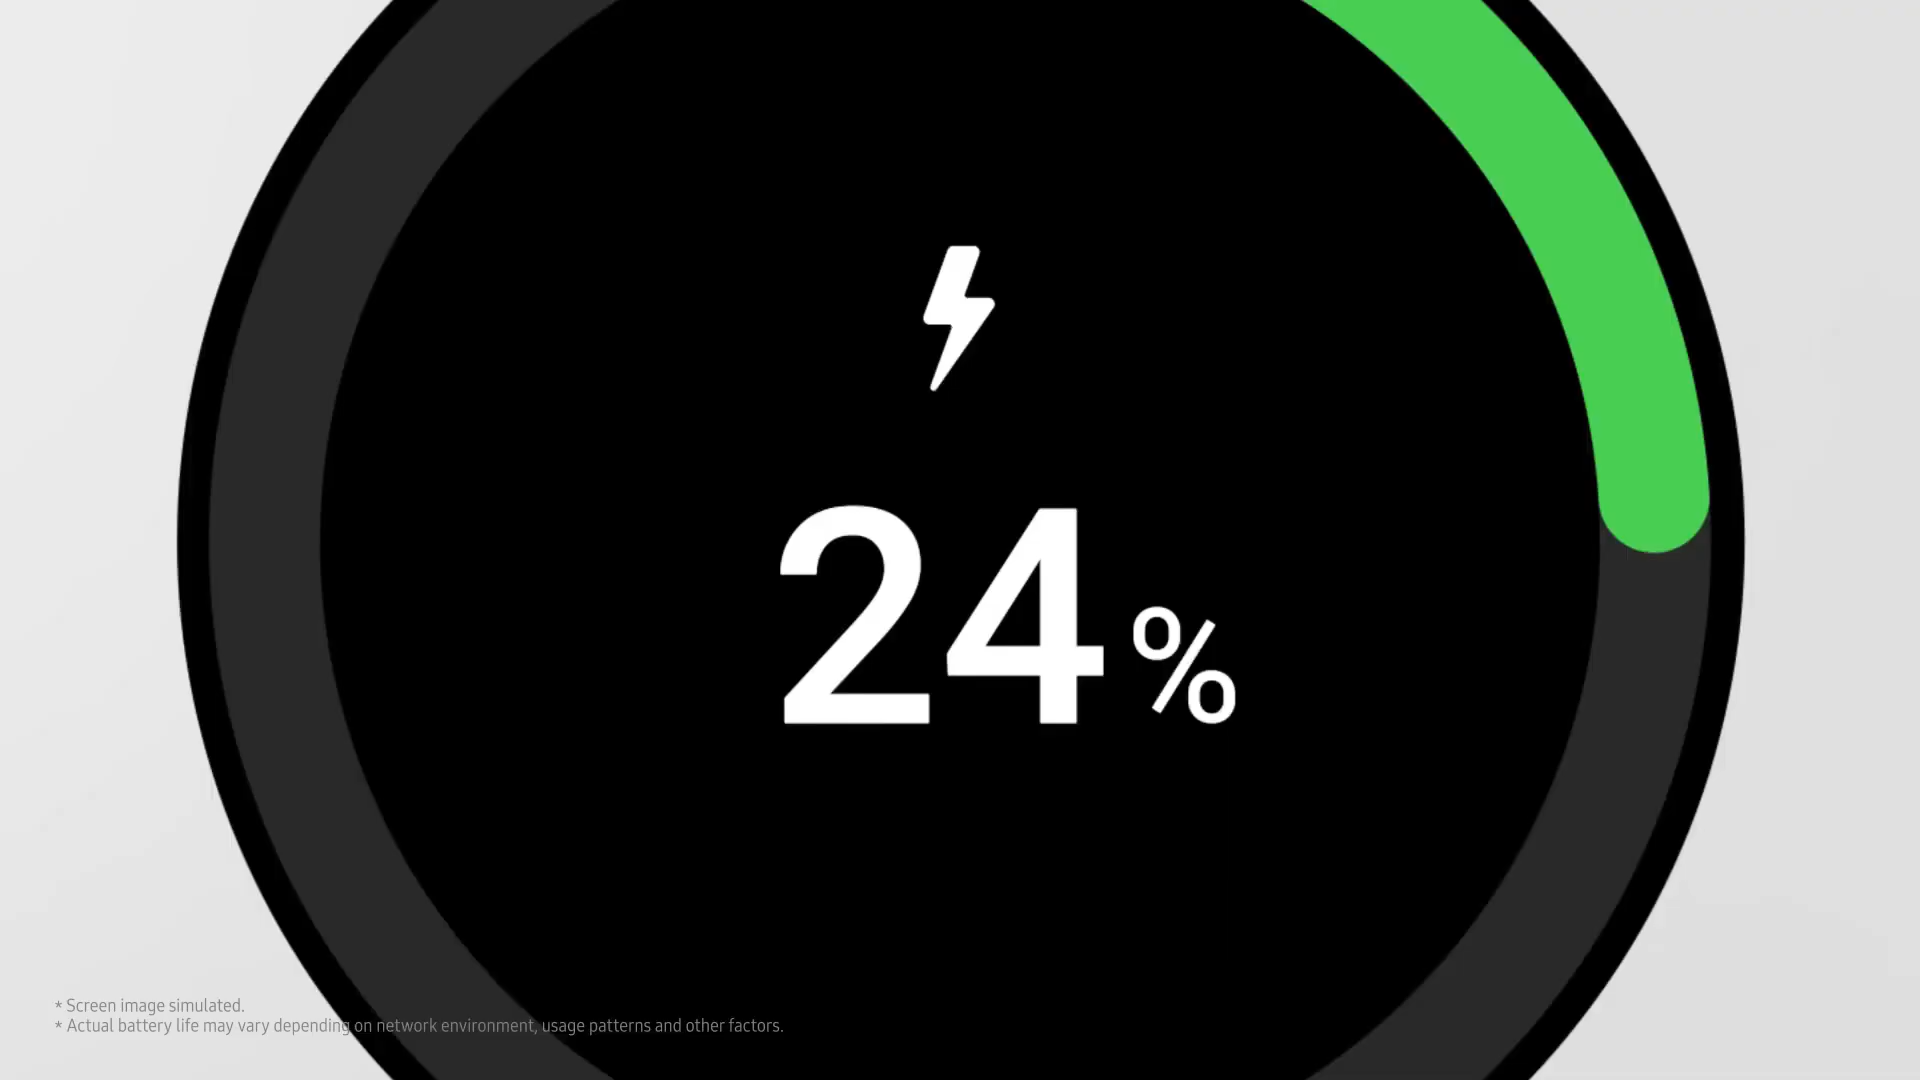 24%
* Screen image simulated.
* Actual battery life may vary depending on network environment, usage patterns and other factors.